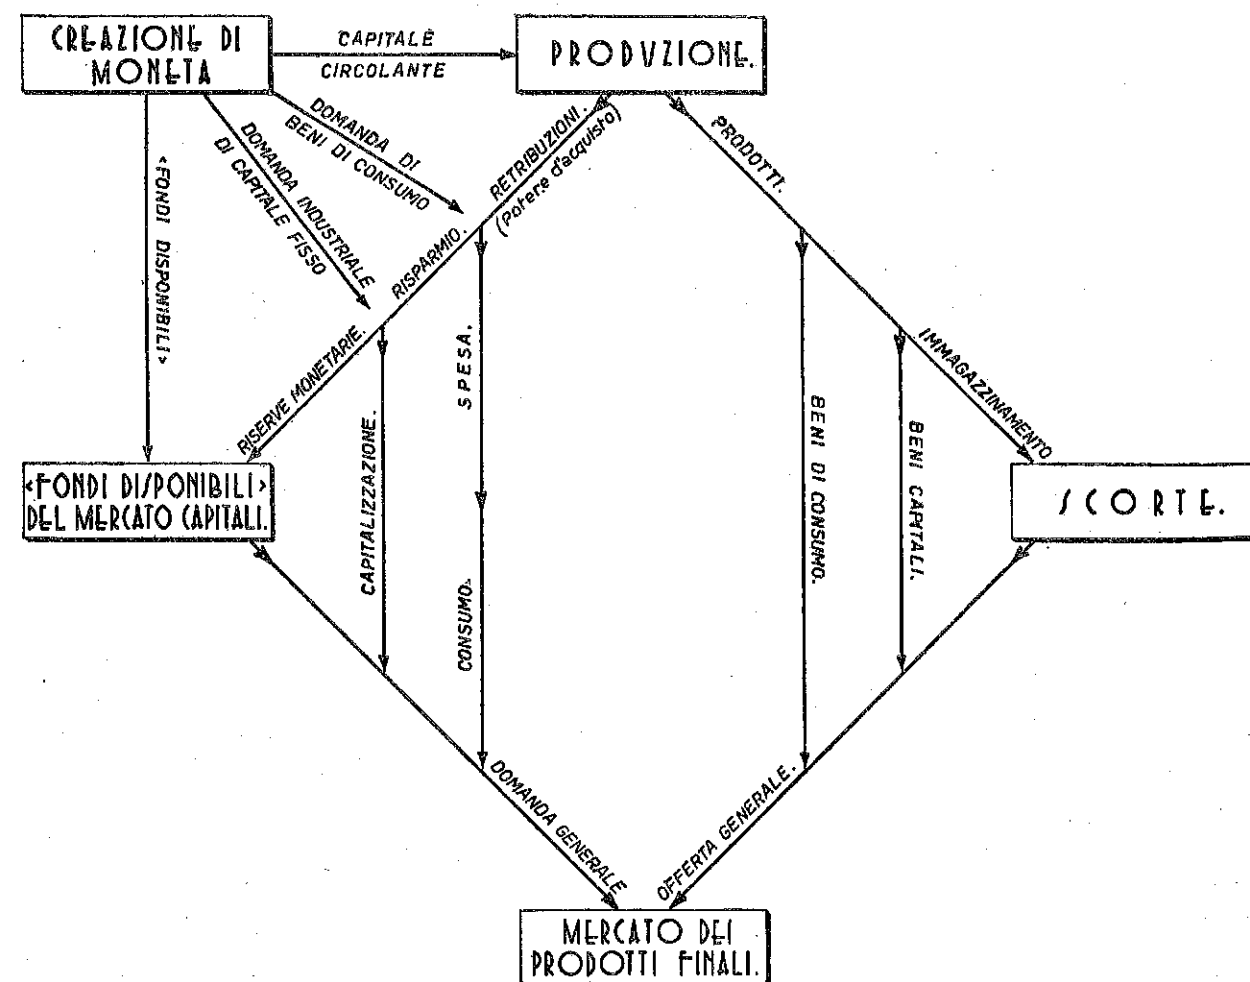 CREAZIONE DI
MONETA
CAPITALE
CIRCOLANTE
PRODUZIONE.
DOMANDA DI
BENI DI CONSUMO
DOMANDA INDUSTRIALE
DI CAPITALE FISSO
<FONDI DISPONIBILI>
RETRIBUZIONI.
(Potere d'acquisto)
PRODOTTI.
RISPARMIO.
RISERVE MONETARIE.
CAPITALIZZAZIONE.
SPESA.
CONSUMO.
BENI DI CONSUMO.
BENI CAPITALI.
IMMAGAZZINAMENTO
<FONDI DISPONIBILI>
DEL MERCATO CAPITALI.
SCORTE.
DOMANDA GENERALE
OFFERTA GENERALE.
MERCATO DEI
PRODOTTI FINALI.